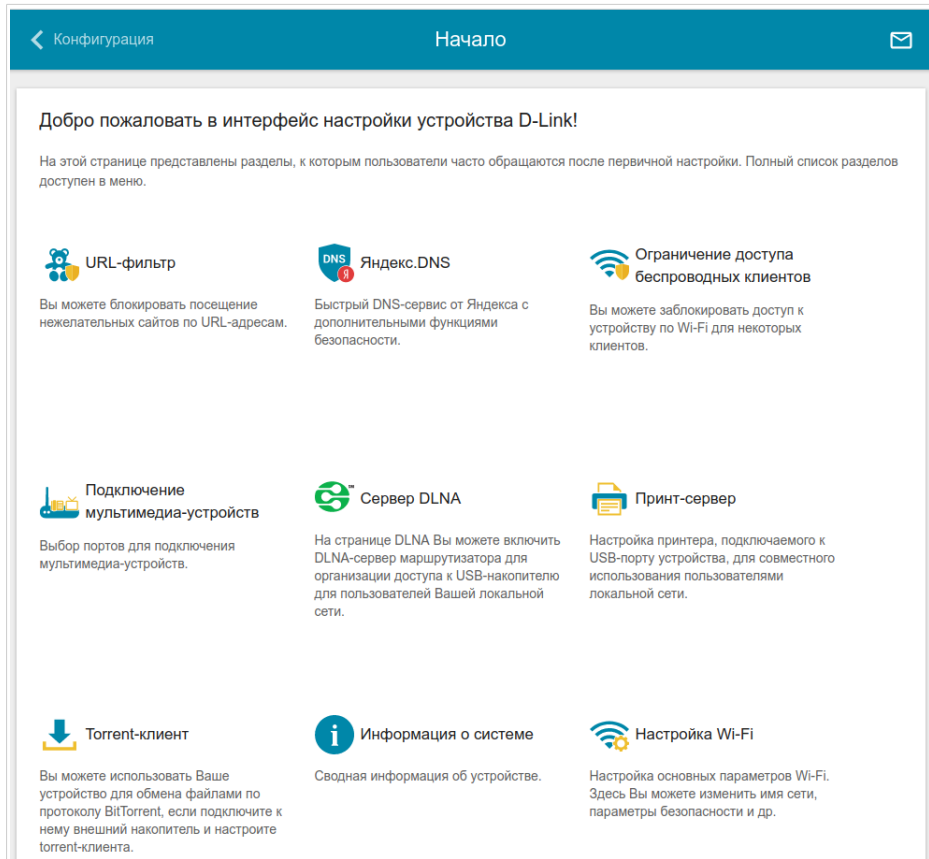 Конфигурация
Начало
Добро пожаловать в интерфейс настройки устройства D-Link!
На этой странице представлены разделы, к которым пользователи часто обращаются после первичной настройки. Полный список разделов
доступен в меню.
URL-фильтр
Вы можете блокировать посещение
нежелательных сайтов по URL-адресам.
DNS
Я
Яндекс.DNS
Быстрый DNS-сервис от Яндекса с
дополнительными функциями
безопасности.
Ограничение доступа
беспроводных клиентов
Вы можете заблокировать доступ к
устройству по Wi-Fi для некоторых
клиентов.
Подключение
мультимедиа-устройств
Выбор портов для подключения
мультимедиа-устройств.
Сервер DLNA
На странице DLNA Вы можете включить
DLNA-сервер маршрутизатора для
организации доступа к USB-накопителю
для пользователей Вашей локальной
сети.
Принт-сервер
Настройка принтера, подключаемого к
USB-порту устройства, для совместного
использования пользователями
локальной сети.
Torrent-клиент
Вы можете использовать Ваше
устройство для обмена файлами по
протоколу BitTorrent, если подключите к
нему внешний накопитель и настроите
torrent-клиента.
Информация о системе
Сводная информация об устройстве.
Настройка Wi-Fi
Настройка основных параметров Wi-Fi.
Здесь Вы можете изменить имя сети,
параметры безопасности и др.